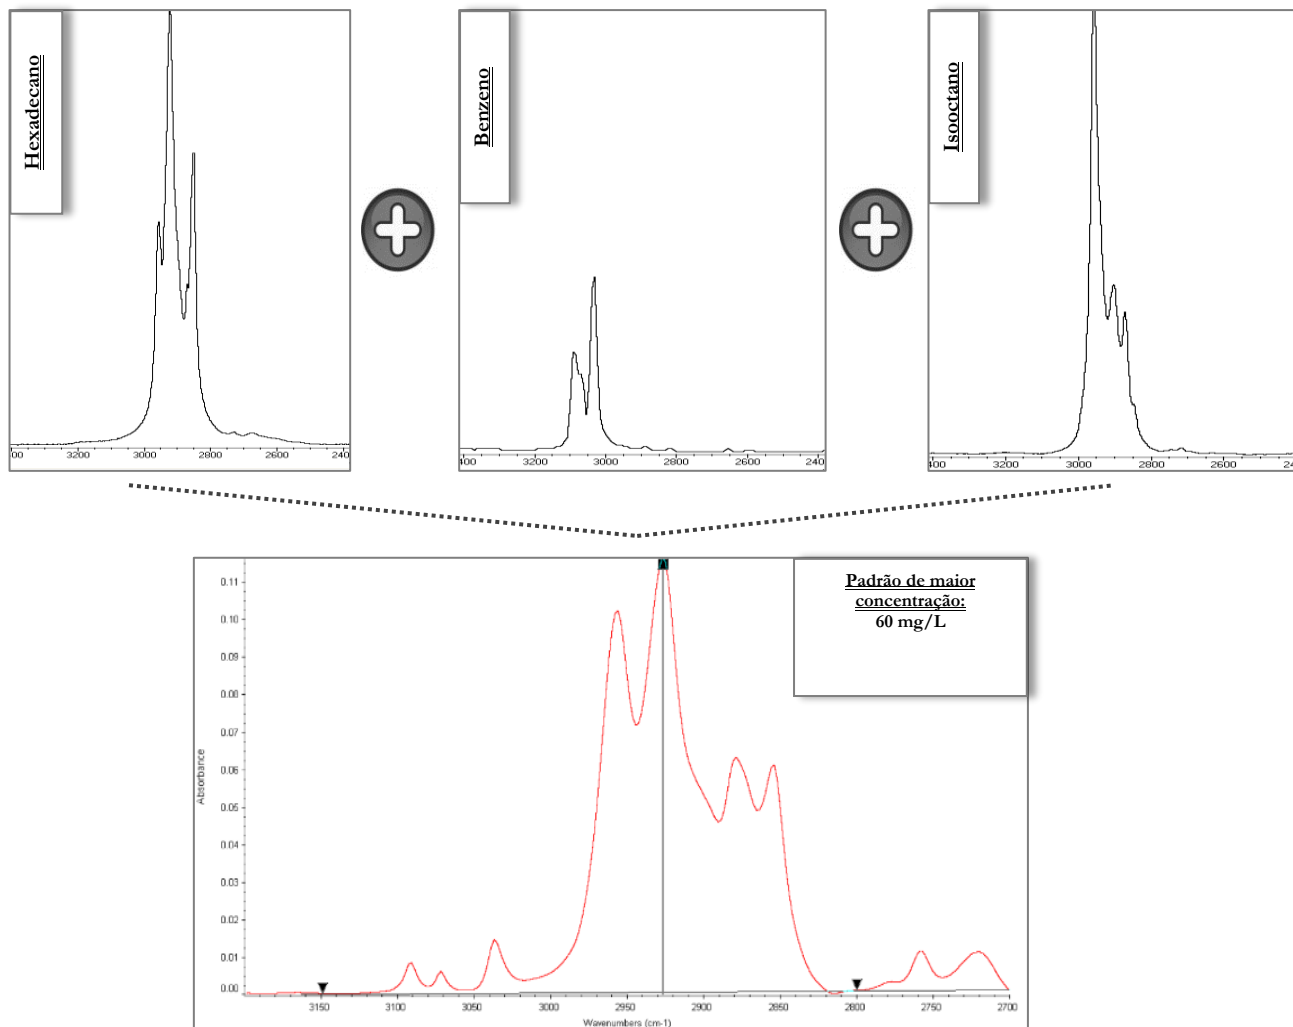 Hexadecano
Benzeno
Isooctano
00 3200 3000 2800 2600 240
400 3200 3000 2800 2600 240
400 3200 3000 2800 2600 240
Padrão de maior
concentração:
60 mg/L
0.11
0.10
0.09
0.08
0.07
0.06
0.05
0.04
0.03
0.02
0.01
0.00
Absorbance
3150 3100 3050 3000 2950 2900 2850 2800 2750 2700
Wavenumbers (cm-1)